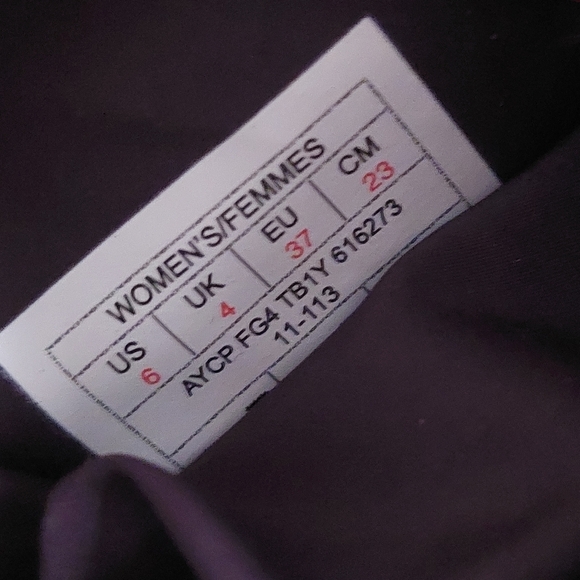 WOMEN'S/FEMMES
US UK EU CM
6 4 37 23
AYCP FG4 TB1Y 616273
11-113